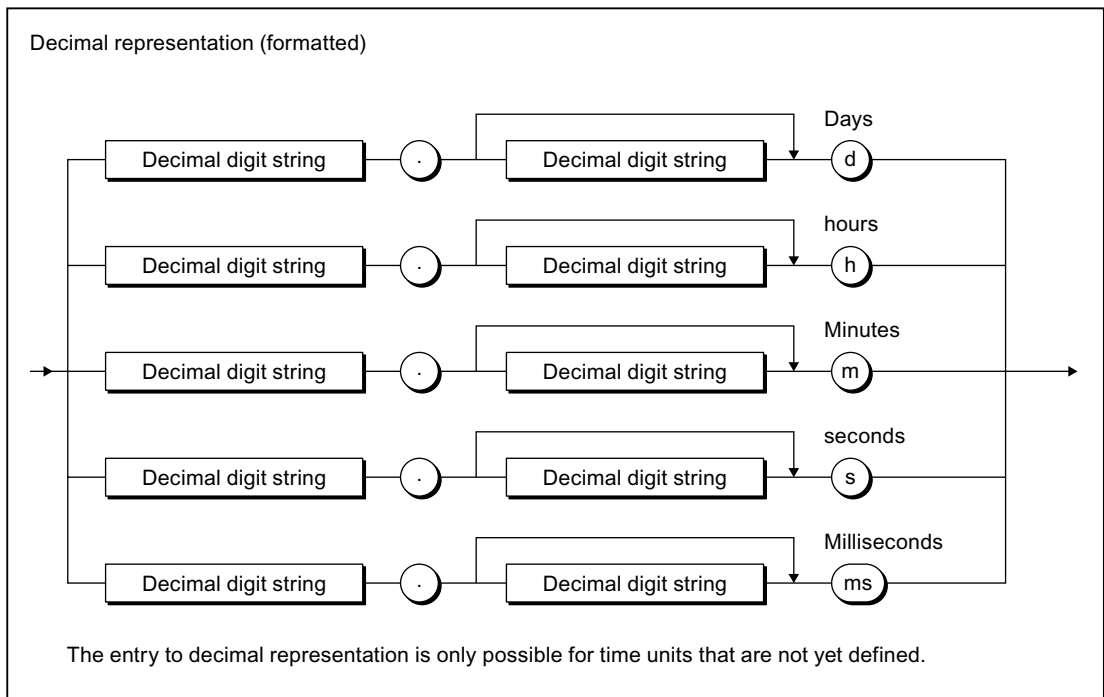 Decimal representation (formatted)
Days
Decimal digit string . Decimal digit string d
hours
Decimal digit string . Decimal digit string h
Minutes
Decimal digit string . Decimal digit string m
seconds
Decimal digit string . Decimal digit string s
Milliseconds
Decimal digit string . Decimal digit string ms
The entry to decimal representation is only possible for time units that are not yet defined.